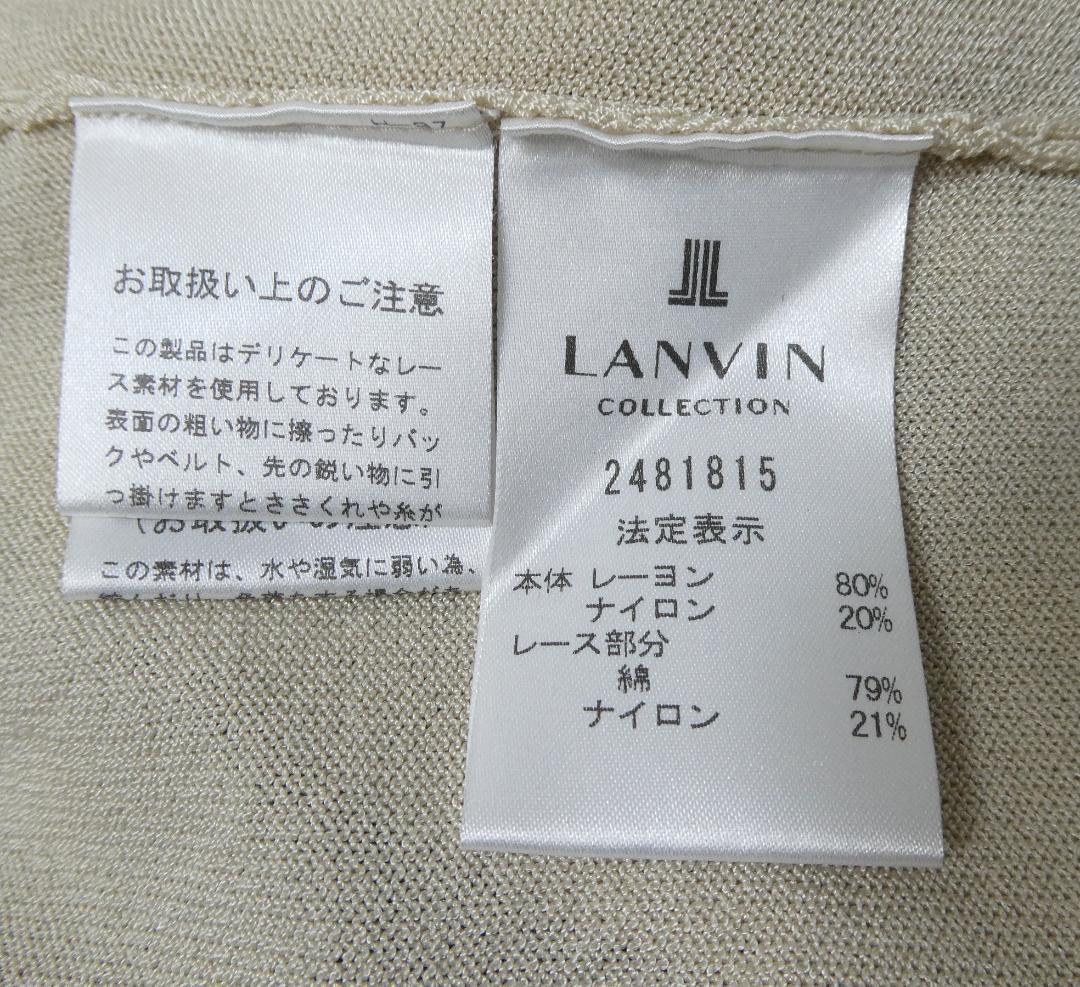 お取扱い上のご注意
この製品はデリケートなレー
ス素材を使用しております。
表面の粗い物に擦ったりバッ
クやベルト、先の鋭い物に引
っ掛けますとささくれや糸が
この素材は、水や湿気に弱い為、
LANVIN
COLLECTION
2481815
法定表示
本体 レーヨン 80%
ナイロン 20%
レース部分
綿 79%
ナイロン 21%